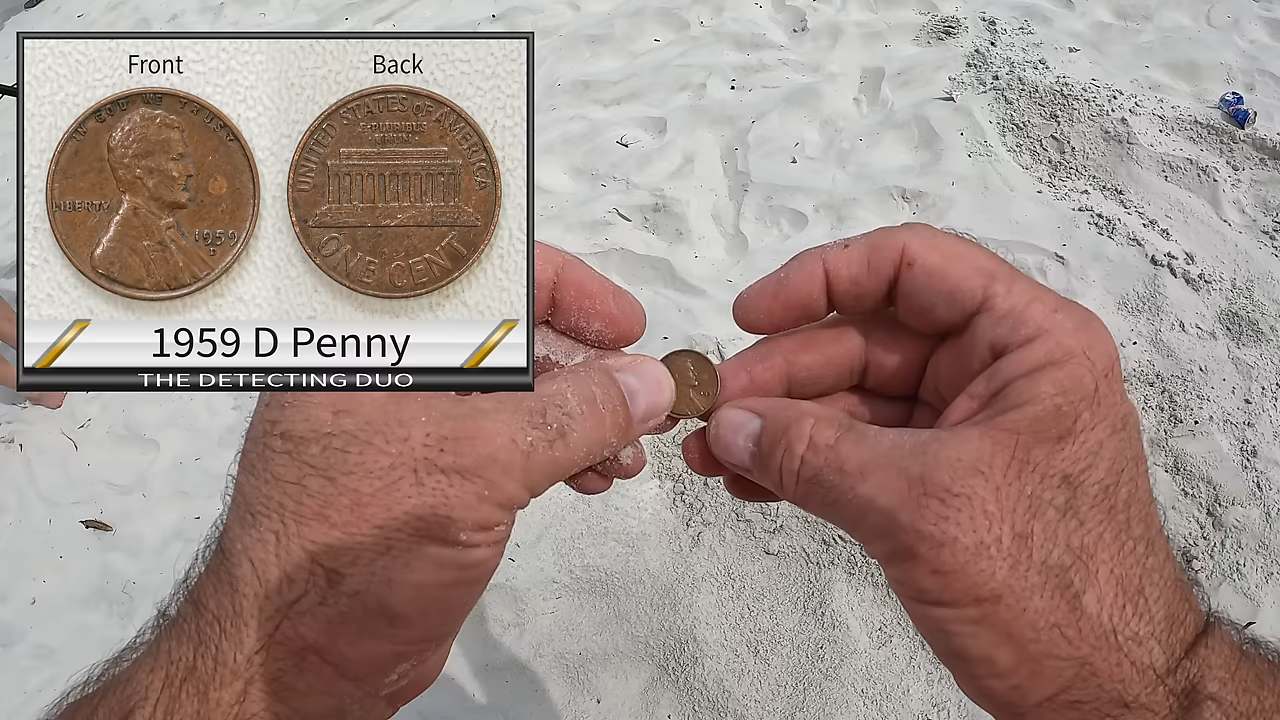 Front
Back
IN GOD WE TRUST
LIBERTY
1959
D
UNITED STATES OF AMERICA
E·PLURIBUS
UNUM
ONE CENT
1959 D Penny
THE DETECTING DUO